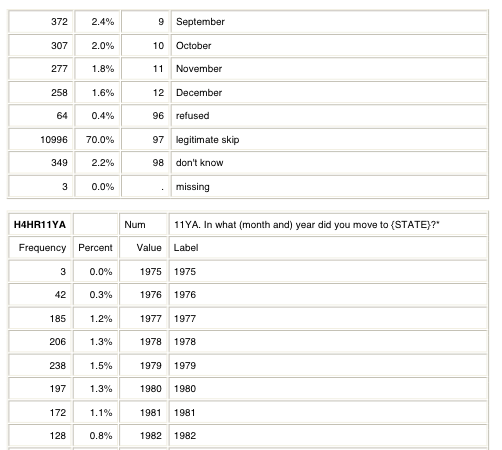 372 2.4% 9 September
307 2.0% 10 October
277 1.8% 11 November
258 1.6% 12 December
64 0.4% 96 refused
10996 70.0% 97 legitimate skip
349 2.2% 98 don't know
3 0.0% . missing
H4HR11YA Num 11YA. In what (month and) year did you move to {STATE}?*
Frequency Percent Value Label
3 0.0% 1975 1975
42 0.3% 1976 1976
185 1.2% 1977 1977
206 1.3% 1978 1978
238 1.5% 1979 1979
197 1.3% 1980 1980
172 1.1% 1981 1981
128 0.8% 1982 1982